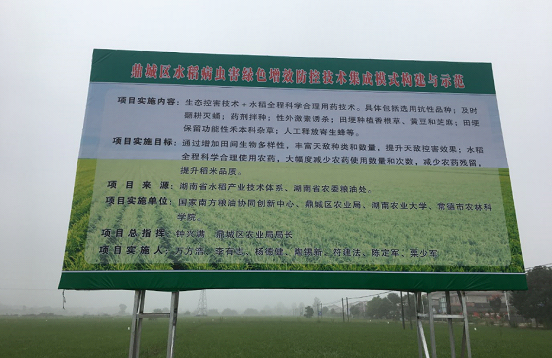 鼎城区水稻病虫害绿色增效防控技术集成模式构建与示范
项目实施内容：生态控害技术+水稻全程科学合理用药技术。具体包括选用抗性品种；及时
翻耕灭蛹；药剂拌种；性外激素诱杀；田埂种植香根草、黄豆和芝麻；田埂
保留功能性禾本科杂草；人工释放寄生蜂等。
项目实施目标：通过增加田间生物多样性，丰富天敌种类和数量，提升天敌控害效果；水稻
全程科学合理使用农药，大幅度减少农药使用数量和次数，减少农药残留，
提升稻米品质。
项目来源：湖南省水稻产业技术体系、湖南省农委粮油处。
项目实施单位：国家南方粮油协同创新中心、鼎城区农业局、湖南农业大学、常德市农林科
学院。
项目总指挥：钟兴满 鼎城区农业局局长
项目实施人：万方浩、李有志、杨德健、陶锡新、符建法、陈定军、栗少军